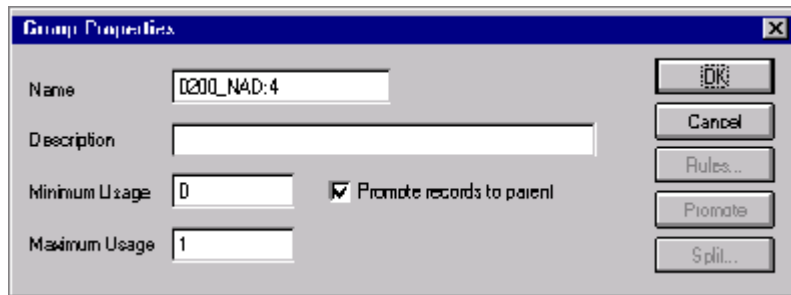 Group Properties
Name
0200_NAD:4
OK
Cancel
Description
Rules...
Minimum Usage
0
Promote records to parent
Promote
Maximum Usage
1
Split...